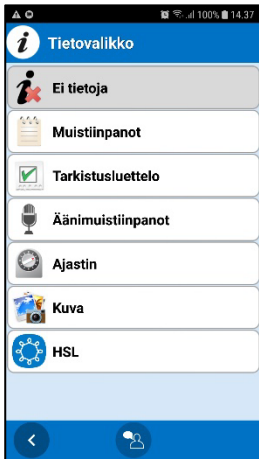 100% 14.37
Tietovalikko
Ei tietoja
Muistiinpanot
Tarkistusluettelo
Äänimuistiinpanot
Ajastin
Kuva
HSL